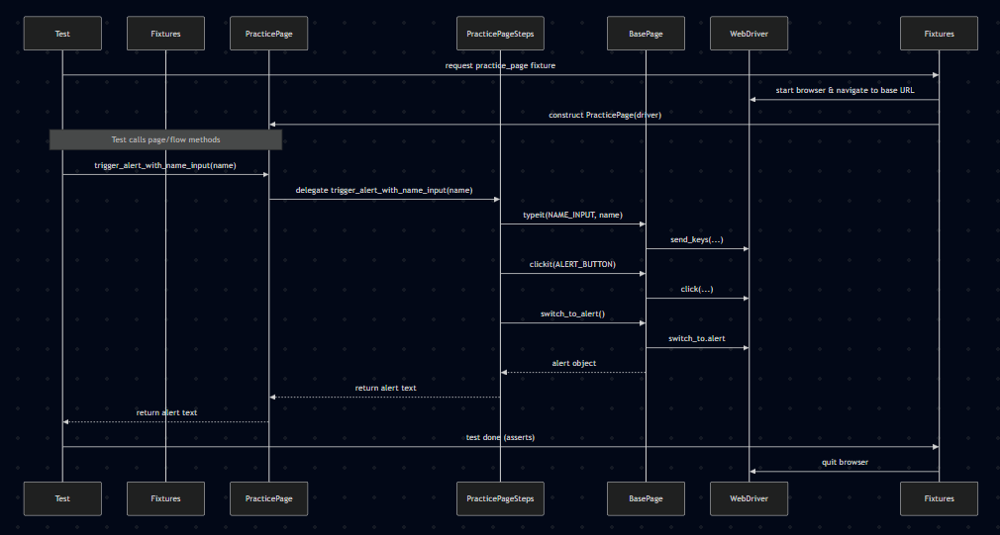 Test
Fixtures
PracticePage
PracticePageSteps
BasePage
WebDriver
Fixtures
request practice_page fixture
start browser & navigate to base URL
construct PracticePage(driver)
Test calls page/flow methods
trigger_alert_with_name_input(name)
delegate trigger_alert_with_name_input(name)
typeit(NAME_INPUT, name)
send_keys(...)
clickit(ALERT_BUTTON)
click(...)
switch_to_alert()
switch_to.alert
alert object
return alert text
return alert text
test done (asserts)
quit browser
Test
Fixtures
PracticePage
PracticePageSteps
BasePage
WebDriver
Fixtures